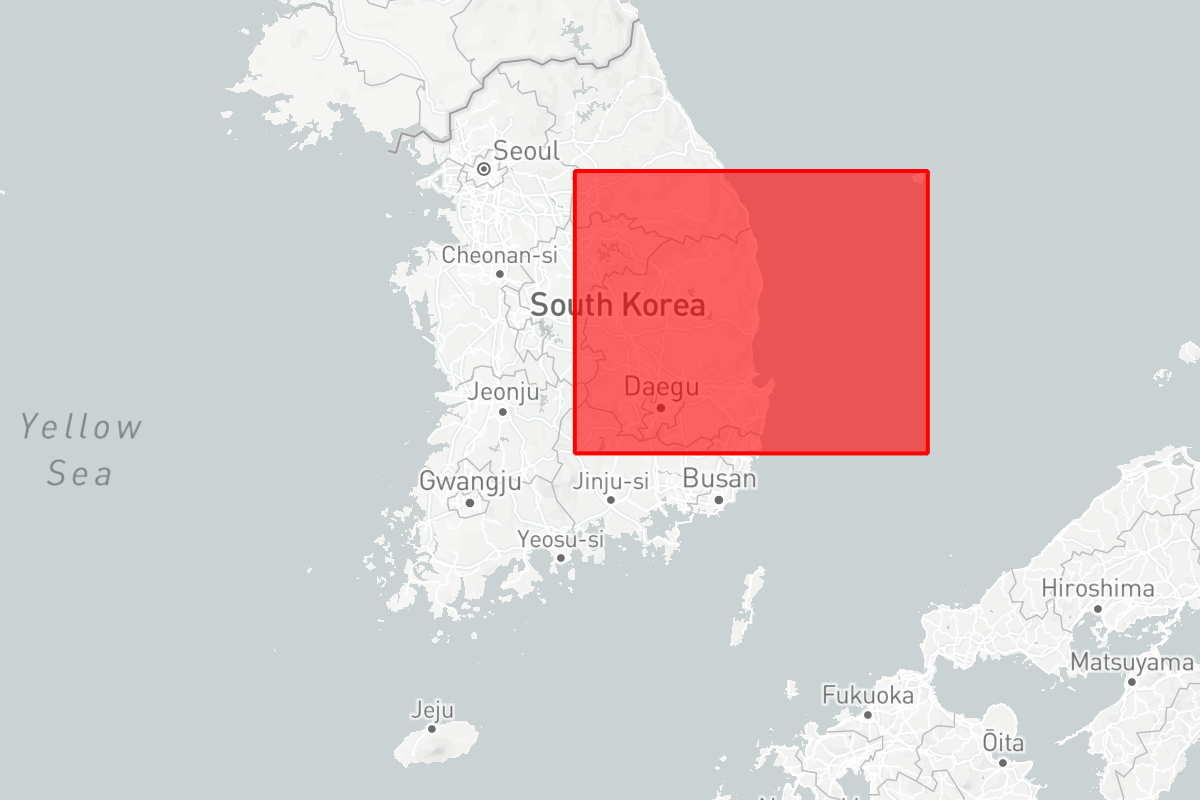 Seoul
Cheonan-si
South Korea
Daegu
Jeonju
Yellow
Sea
Gwangju
Jinju-si
Busan
Yeosu-si
Hiroshima
Matsuyama
Fukuoka
Jeju
Ōita